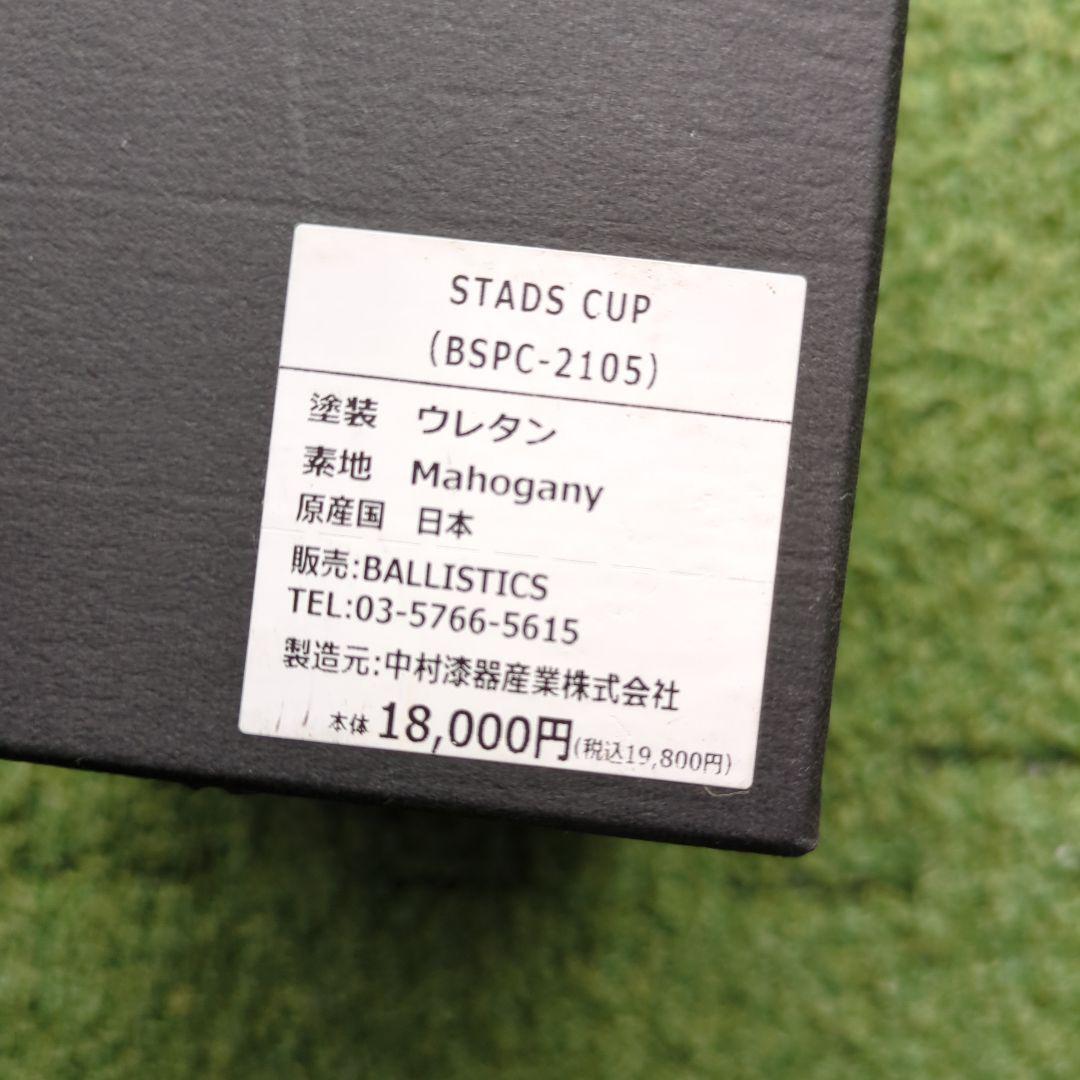 STADS CUP
(BSPC-2105)
塗装 ウレタン
素地 Mahogany
原産国 日本
販売:BALLISTICS
TEL:03-5766-5615
製造元:中村漆器産業株式会社
本体 18,000円(税込19,800円)